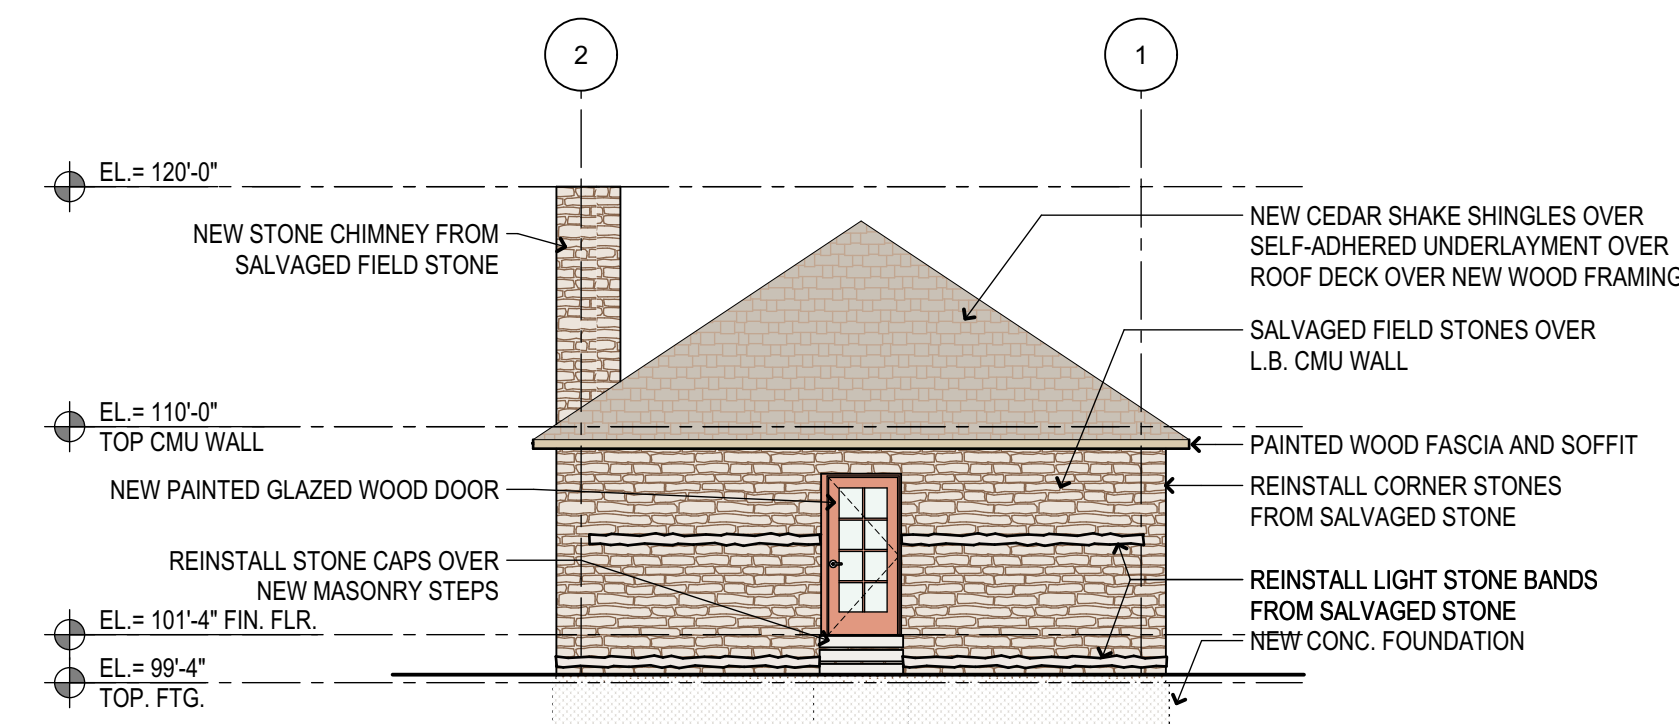 2
1
EL.= 120'-0"
NEW STONE CHIMNEY FROM
SALVAGED FIELD STONE
NEW CEDAR SHAKE SHINGLES OVER
SELF-ADHERED UNDERLAYMENT OVER
ROOF DECK OVER NEW WOOD FRAMING
SALVAGED FIELD STONES OVER
L.B. CMU WALL
EL.= 110'-0"
TOP CMU WALL
PAINTED WOOD FASCIA AND SOFFIT
NEW PAINTED GLAZED WOOD DOOR
REINSTALL CORNER STONES
FROM SALVAGED STONE
REINSTALL STONE CAPS OVER
NEW MASONRY STEPS
REINSTALL LIGHT STONE BANDS
FROM SALVAGED STONE
EL.= 101'-4" FIN. FLR.
NEW CONC. FOUNDATION
EL.= 99'-4"
TOP. FTG.